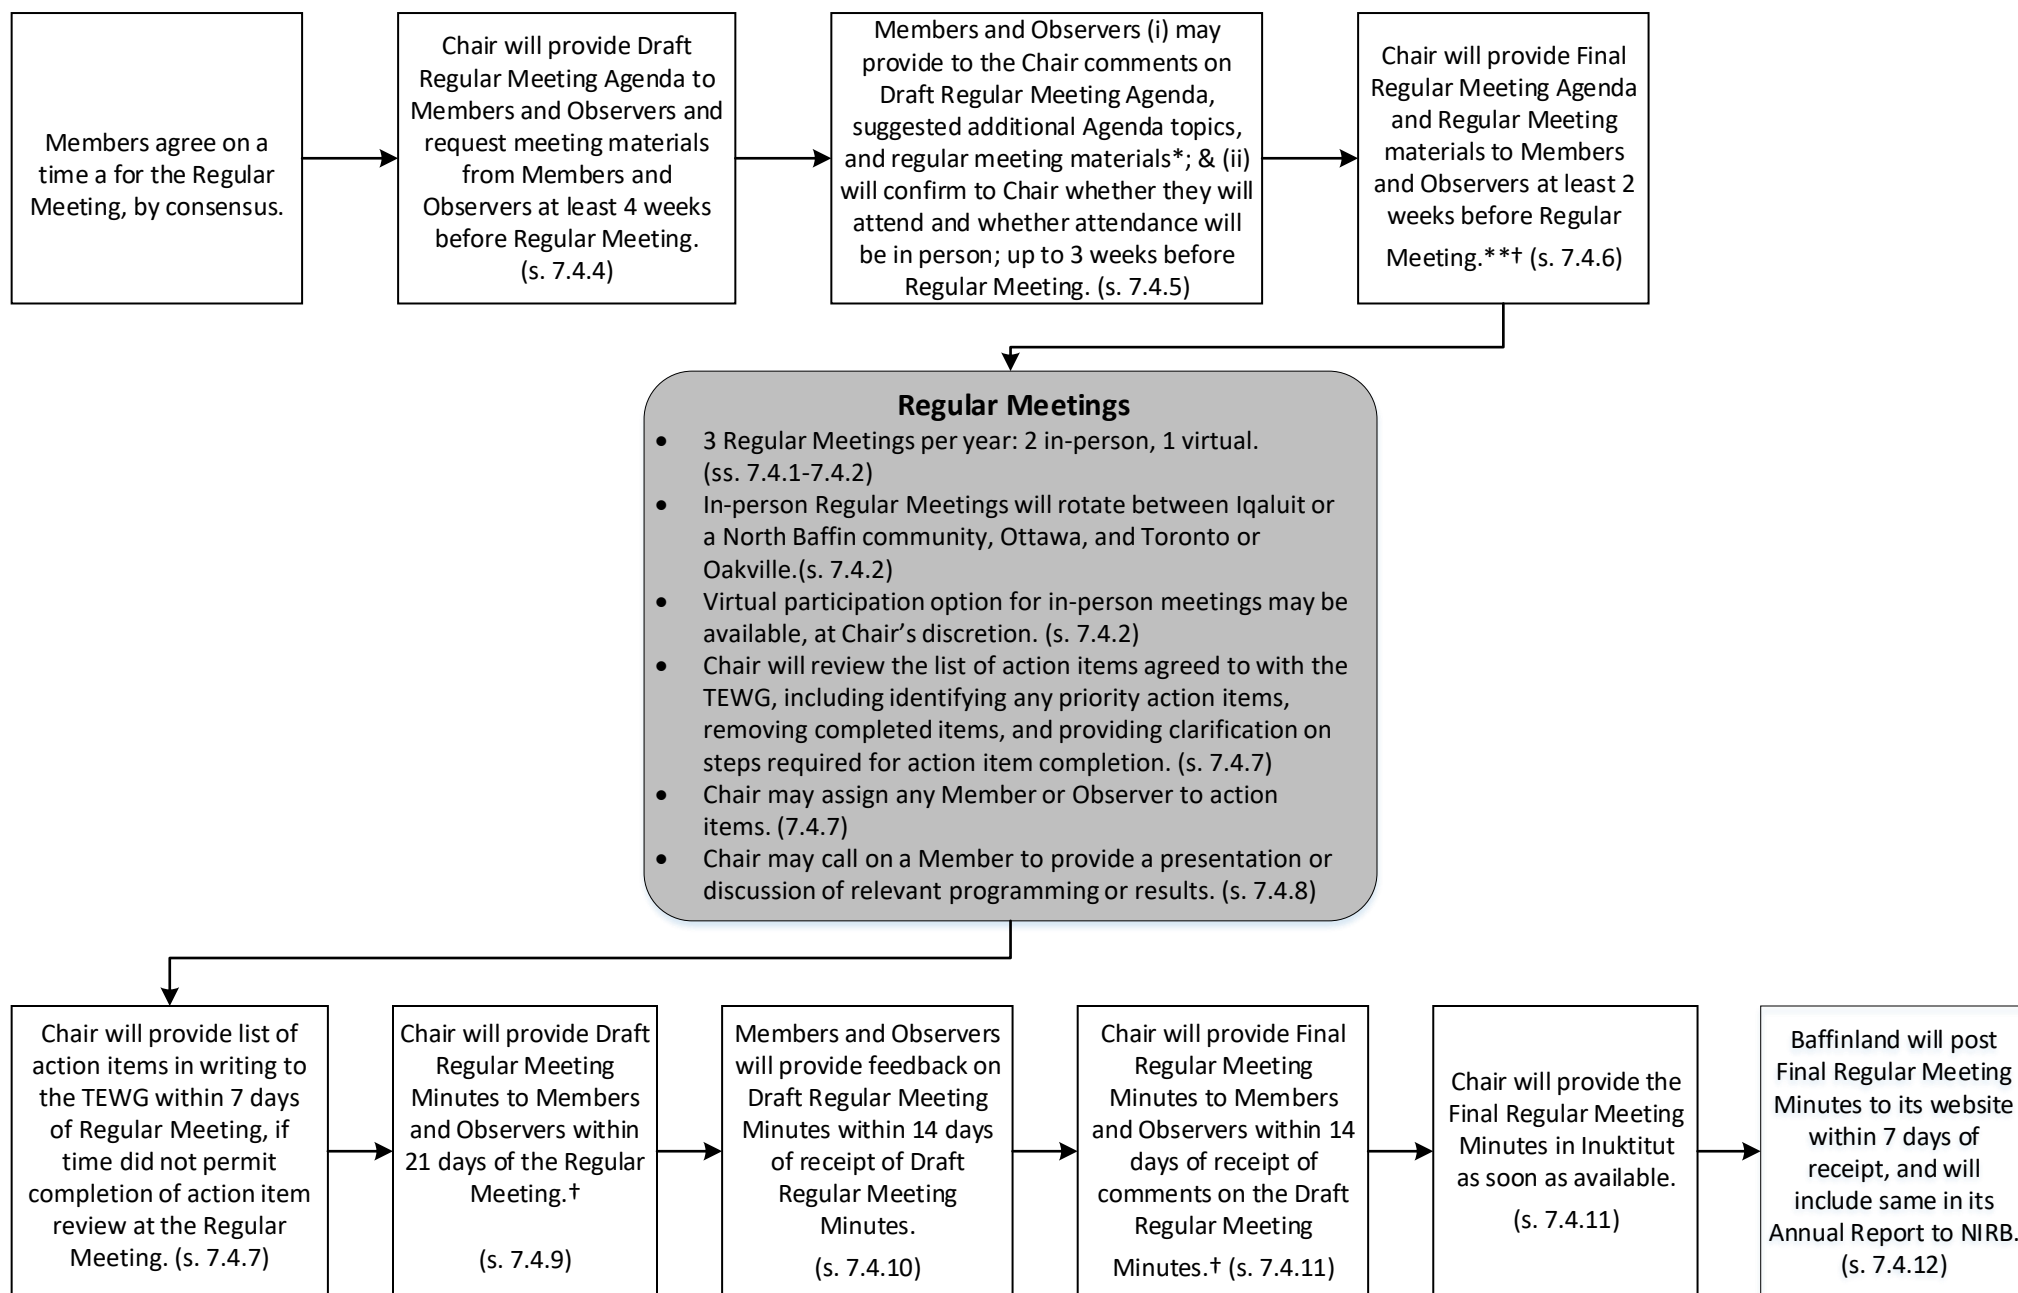 Members agree on a
time a for the Regular
Meeting, by consensus.
Chair will provide Draft
Regular Meeting Agenda to
Members and Observers and
request meeting materials
from Members and
Observers at least 4 weeks
before Regular Meeting.
(s. 7.4.4)
Members and Observers (i) may
provide to the Chair comments on
Draft Regular Meeting Agenda,
suggested additional Agenda topics,
and regular meeting materials*; & (ii)
will confirm to Chair whether they will
attend and whether attendance will
be in person; up to 3 weeks before
Regular Meeting. (s. 7.4.5)
Chair will provide Final
Regular Meeting Agenda
and Regular Meeting
materials to Members
and Observers at least 2
weeks before Regular
Meeting.**† (s. 7.4.6)
Regular Meetings
• 3 Regular Meetings per year: 2 in-person, 1 virtual.
(ss. 7.4.1-7.4.2)
• In-person Regular Meetings will rotate between Iqaluit or
a North Baffin community, Ottawa, and Toronto or
Oakville.(s. 7.4.2)
• Virtual participation option for in-person meetings may be
available, at Chair’s discretion. (s. 7.4.2)
• Chair will review the list of action items agreed to with the
TEWG, including identifying any priority action items,
removing completed items, and providing clarification on
steps required for action item completion. (s. 7.4.7)
• Chair may assign any Member or Observer to action
items. (7.4.7)
• Chair may call on a Member to provide a presentation or
discussion of relevant programming or results. (s. 7.4.8)
Chair will provide list of
action items in writing to
the TEWG within 7 days
of Regular Meeting, if
time did not permit
completion of action item
review at the Regular
Meeting. (s. 7.4.7)
Chair will provide Draft
Regular Meeting
Minutes to Members
and Observers within
21 days of the Regular
Meeting.†
(s. 7.4.9)
Members and Observers
will provide feedback on
Draft Regular Meeting
Minutes within 14 days
of receipt of Draft
Regular Meeting
Minutes.
(s. 7.4.10)
Chair will provide Final
Regular Meeting
Minutes to Members
and Observers within 14
days of receipt of
comments on the Draft
Regular Meeting
Minutes.† (s. 7.4.11)
Chair will provide the
Final Regular Meeting
Minutes in Inuktitut
as soon as available.
(s. 7.4.11)
Baffinland will post
Final Regular Meeting
Minutes to its website
within 7 days of
receipt, and will
include same in its
Annual Report to NIRB.
(s. 7.4.12)